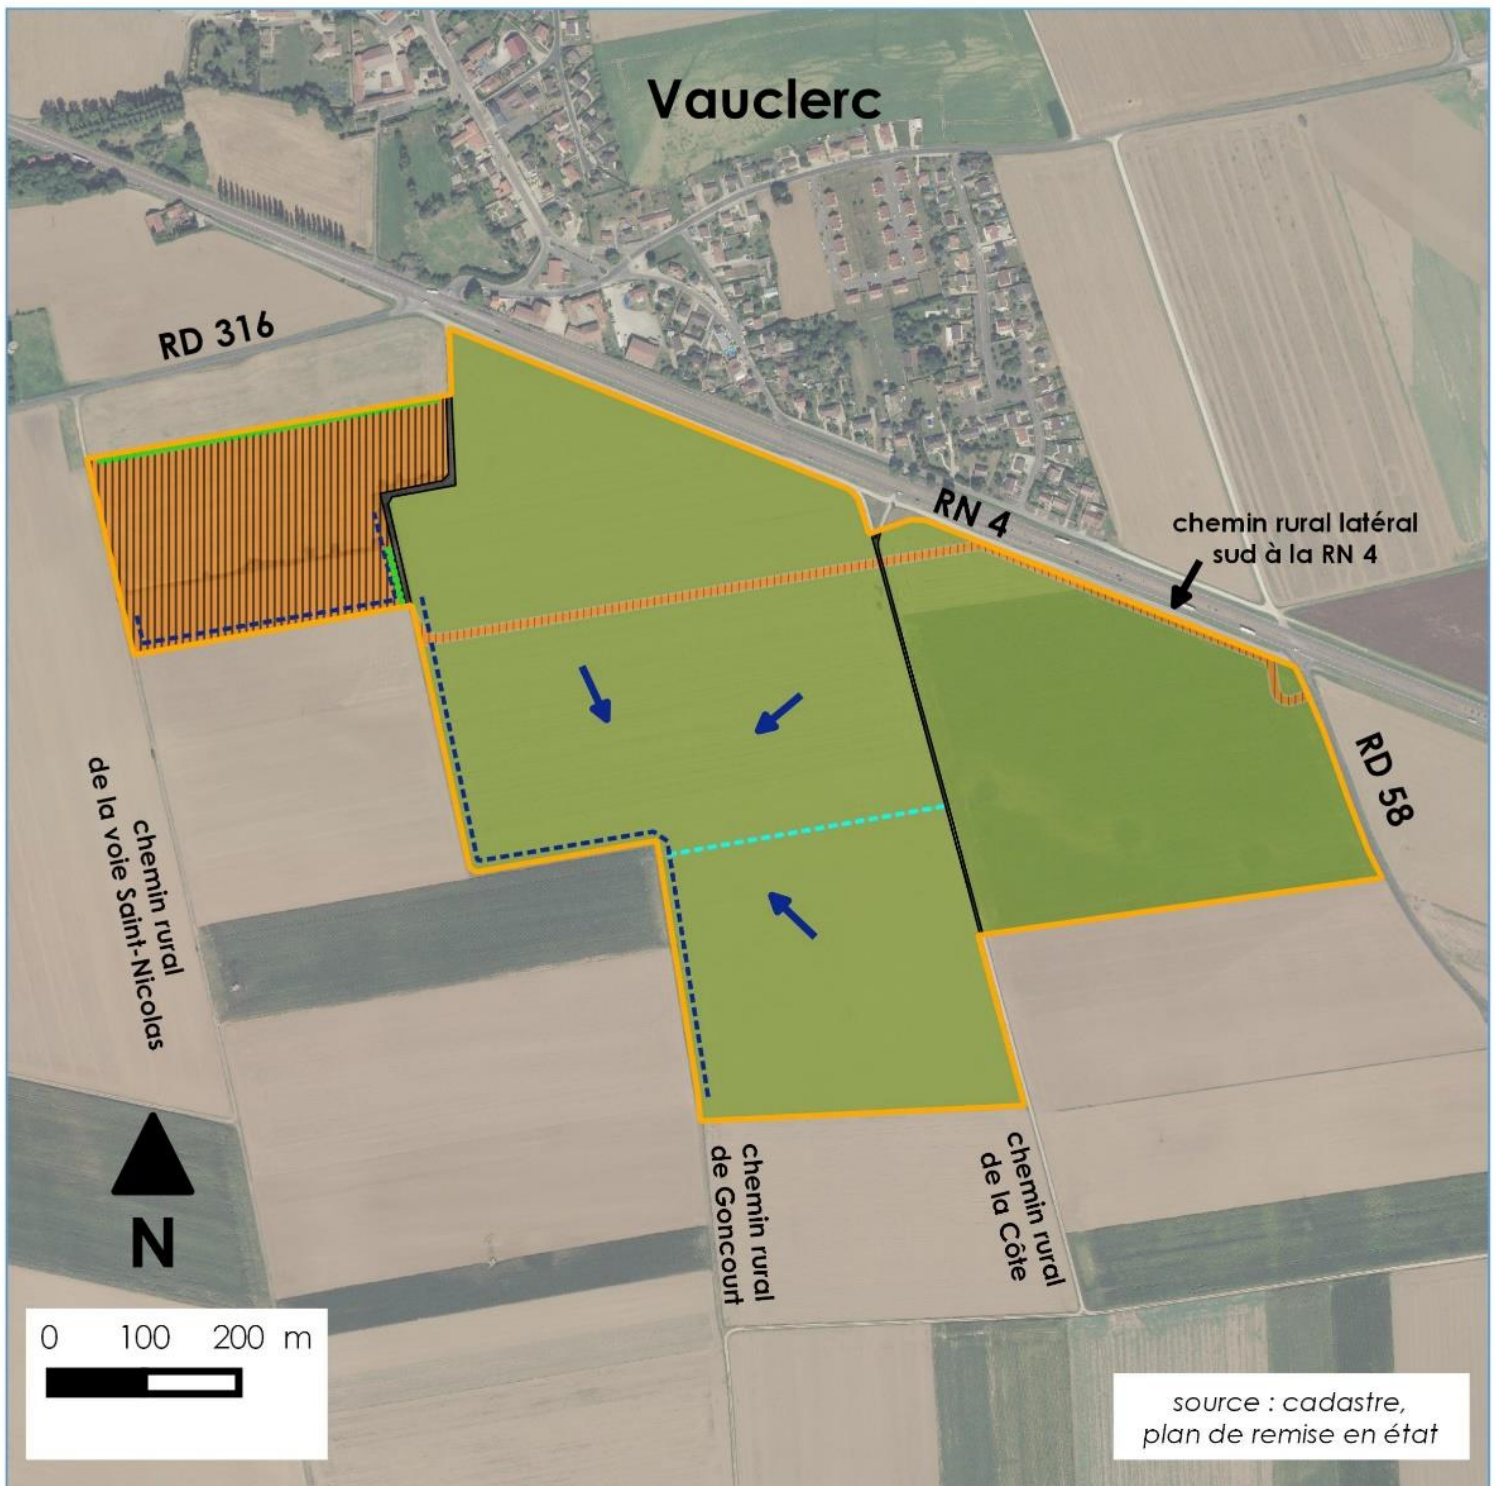 Vauclerc
RD 316
RN 4
chemin rural latéral
sud à la RN 4
RD 58
chemin rural
de la voie Saint-Nicolas
chemin rural
de Goncourt
chemin rural
de la Côte
N
0 100 200 m
source : cadastre,
plan de remise en état